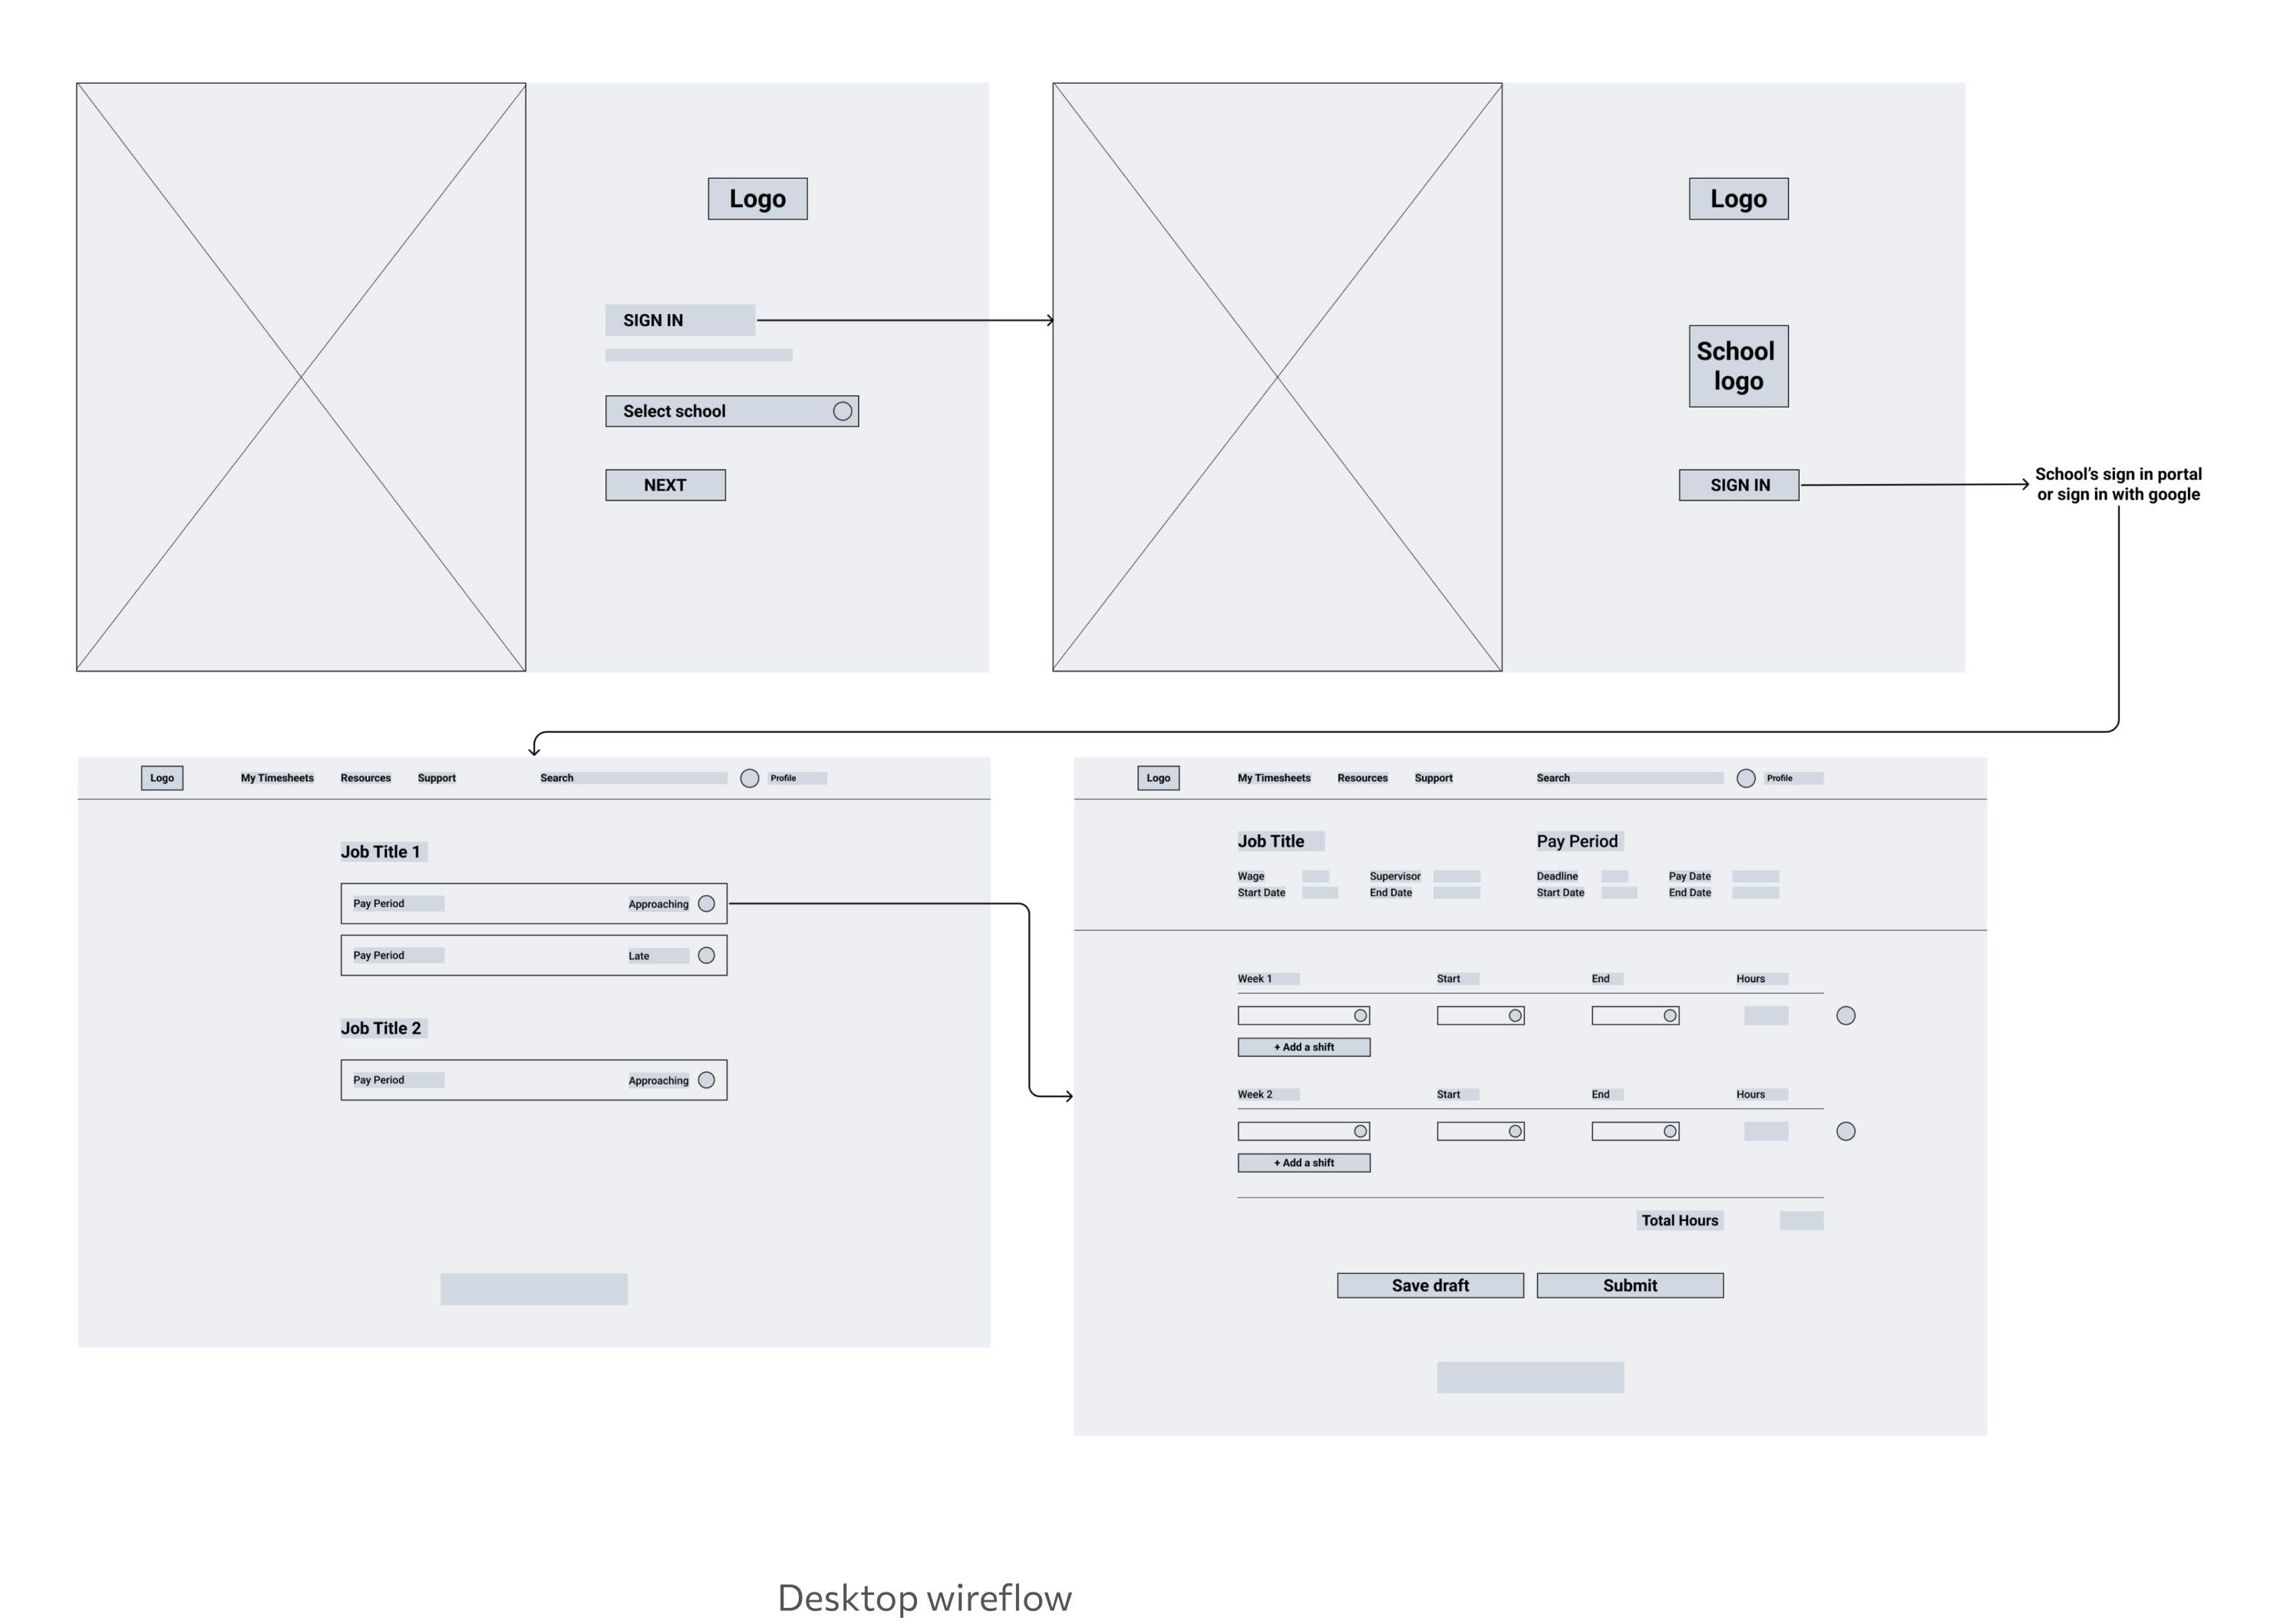 Logo
SIGN IN
Select school
NEXT
Logo
School
logo
SIGN IN
School’s sign in portal
or sign in with google
Logo My Timesheets Resources Support Search Profile
Job Title 1
Pay Period Approaching
Pay Period Late
Job Title 2
Pay Period Approaching
Logo My Timesheets Resources Support Search Profile
Job Title Pay Period
Wage Supervisor Deadline Pay Date
Start Date End Date Start Date End Date
Week 1 Start End Hours
+ Add a shift
Week 2 Start End Hours
+ Add a shift
Total Hours
Save draft Submit
Desktop wireflow